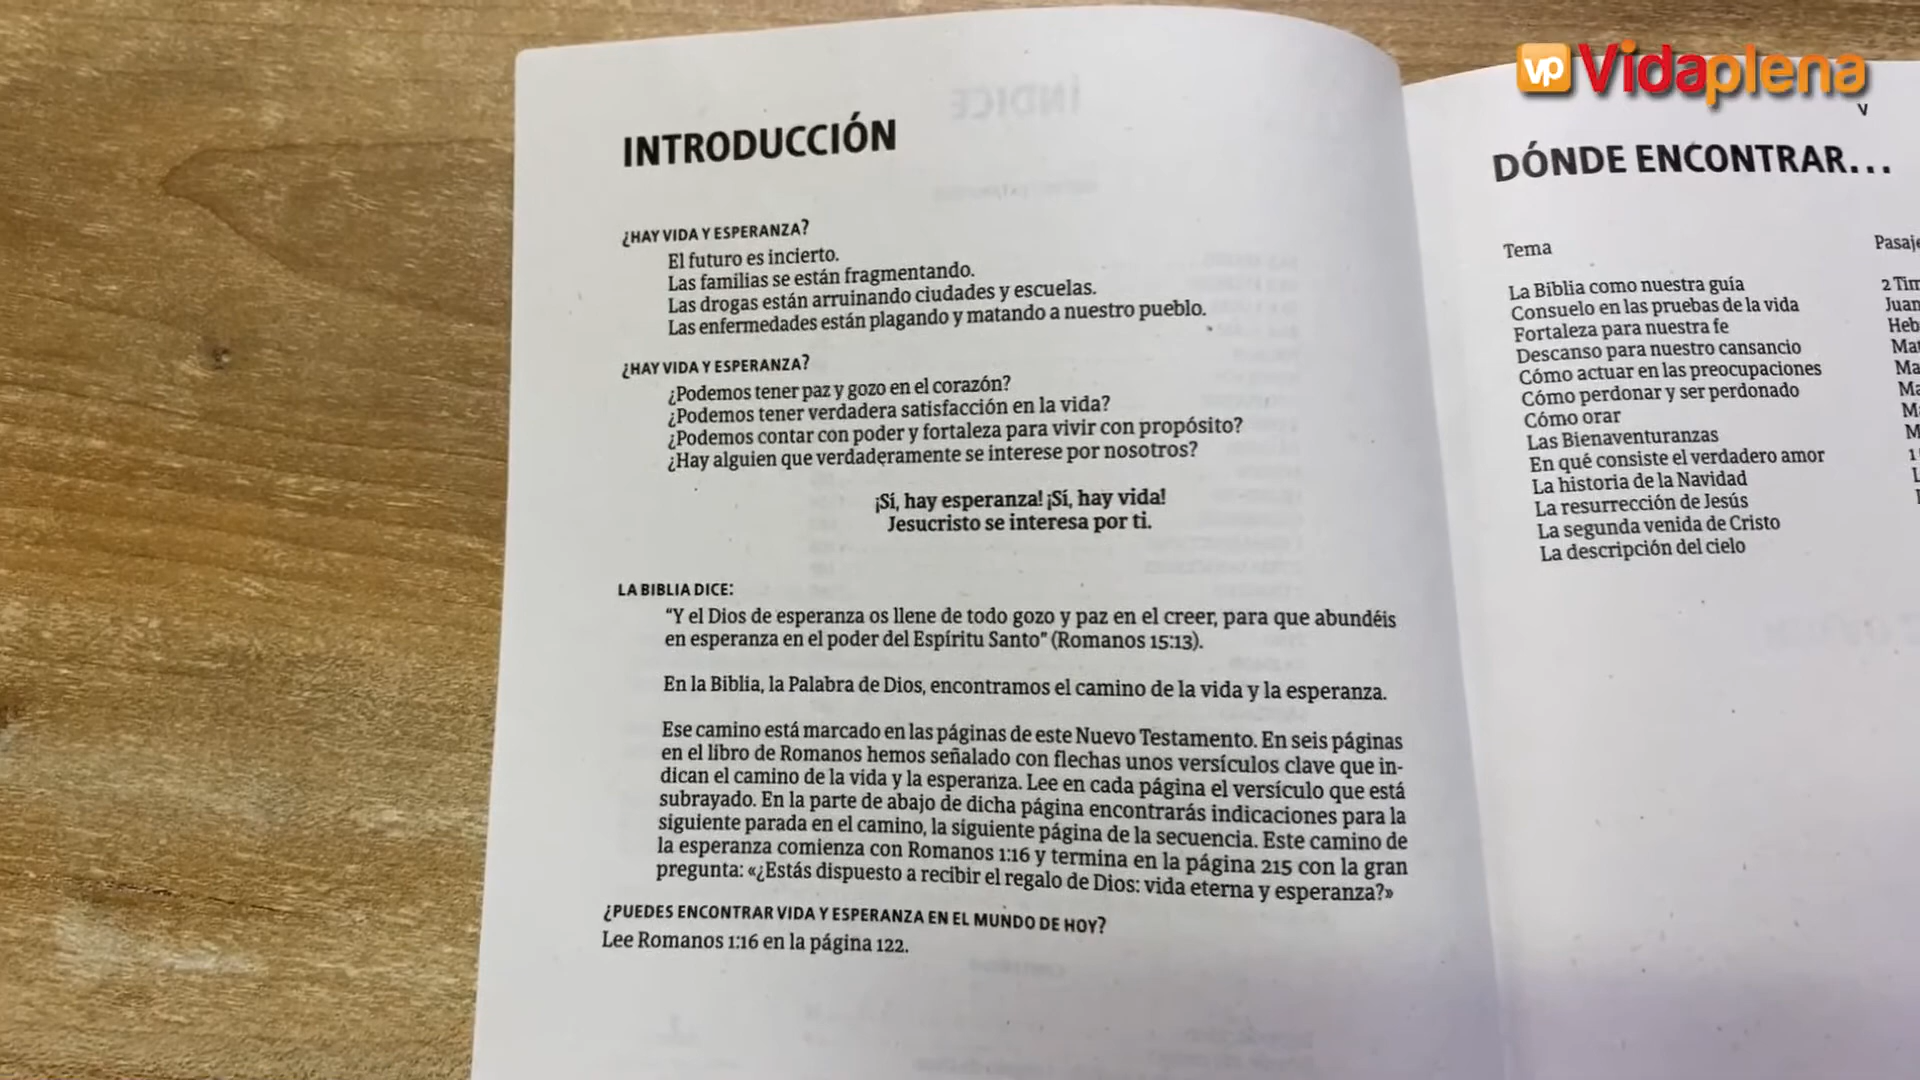 vp Vidaplena
INTRODUCCIÓN
¿HAY VIDA Y ESPERANZA?
El futuro es incierto.
Las familias se están fragmentando.
Las drogas están arruinando ciudades y escuelas.
Las enfermedades están plagando y matando a nuestro pueblo.
¿HAY VIDA Y ESPERANZA?
¿Podemos tener paz y gozo en el corazón?
¿Podemos tener verdadera satisfacción en la vida?
¿Podemos contar con poder y fortaleza para vivir con propósito?
¿Hay alguien que verdaderamente se interese por nosotros?
¡Sí, hay esperanza! ¡Sí, hay vida!
Jesucristo se interesa por ti.
LA BIBLIA DICE:
“Y el Dios de esperanza os llene de todo gozo y paz en el creer, para que abundéis
en esperanza en el poder del Espíritu Santo” (Romanos 15:13).
En la Biblia, la Palabra de Dios, encontramos el camino de la vida y la esperanza.
Ese camino está marcado en las páginas de este Nuevo Testamento. En seis páginas
en el libro de Romanos hemos señalado con flechas unos versículos clave que in-
dican el camino de la vida y la esperanza. Lee en cada página el versículo que está
subrayado. En la parte de abajo de dicha página encontrarás indicaciones para la
siguiente parada en el camino, la siguiente página de la secuencia. Este camino de
la esperanza comienza con Romanos 1:16 y termina en la página 215 con la gran
pregunta: «¿Estás dispuesto a recibir el regalo de Dios: vida eterna y esperanza?»
¿PUEDES ENCONTRAR VIDA Y ESPERANZA EN EL MUNDO DE HOY?
Lee Romanos 1:16 en la página 122.
V
DÓNDE ENCONTRAR...
Tema Pasaje
La Biblia como nuestra guía 2 Tim
Consuelo en las pruebas de la vida Juan
Fortaleza para nuestra fe Heb
Descanso para nuestro cansancio Mat
Cómo actuar en las preocupaciones Ma
Cómo perdonar y ser perdonado Ma
Cómo orar M
Las Bienaventuranzas M
En qué consiste el verdadero amor 1
La historia de la Navidad L
La resurrección de Jesús
La segunda venida de Cristo
La descripción del cielo